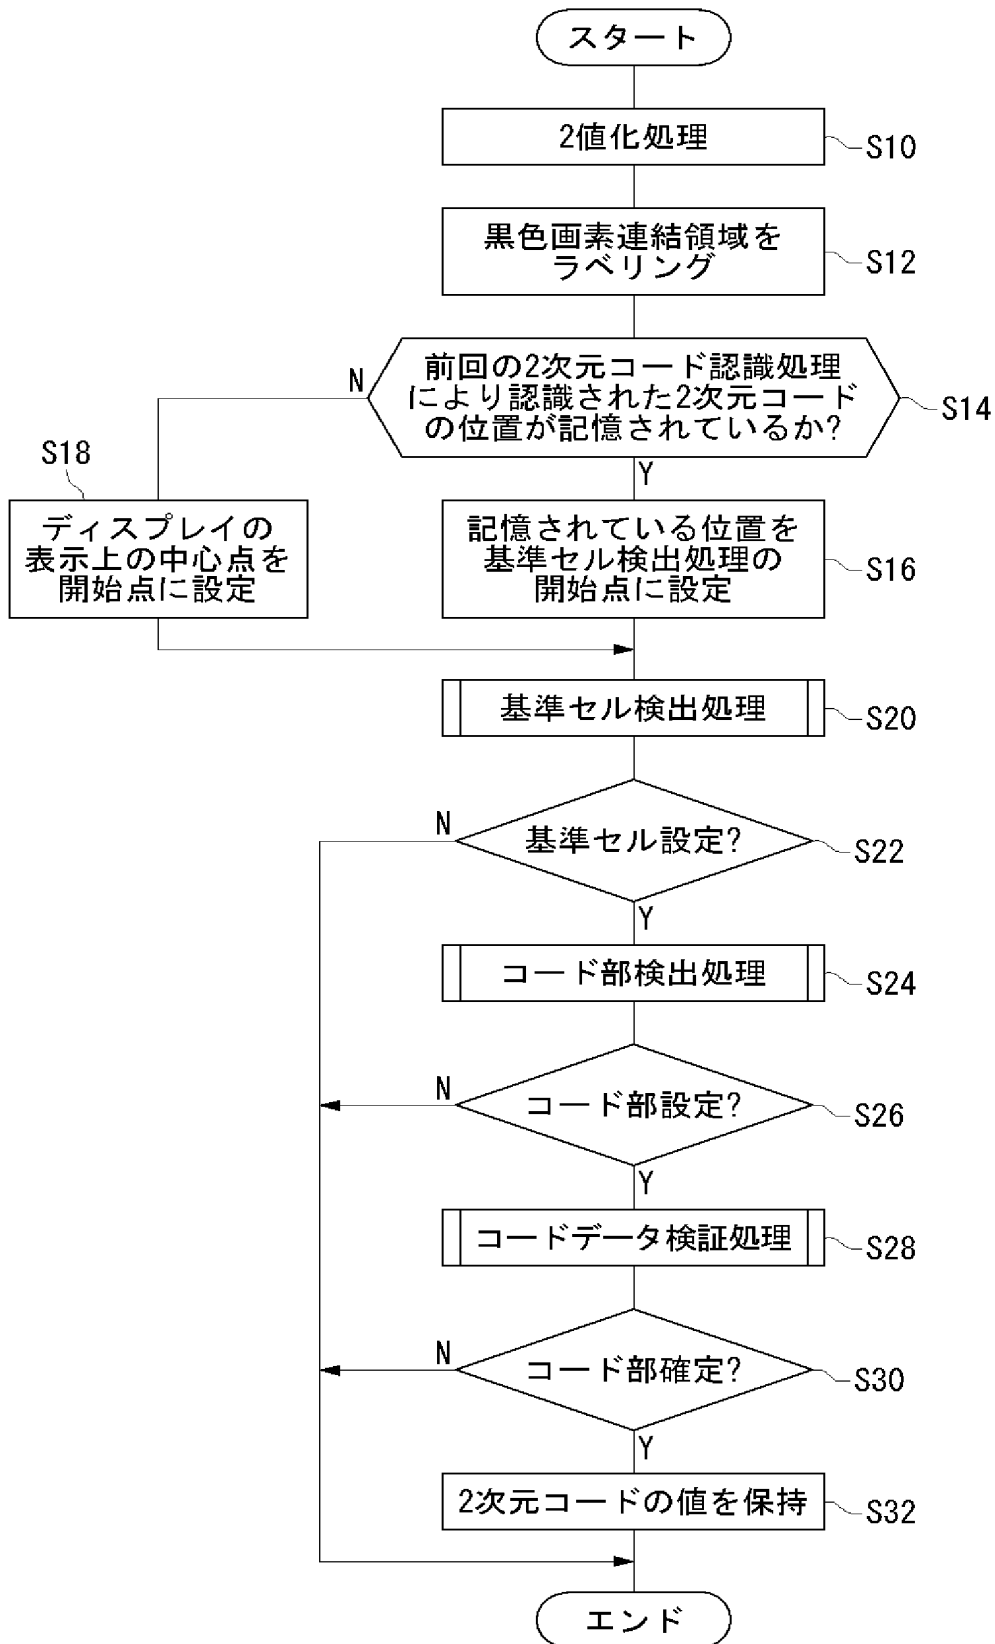 スタート
2値化処理
S10
黒色画素連結領域を
ラベリング
S12
前回の2次元コード認識処理
により認識された2次元コード
の位置が記憶されているか?
S14
N
Y
S18
ディスプレイの
表示上の中心点を
開始点に設定
記憶されている位置を
基準セル検出処理の
開始点に設定
S16
基準セル検出処理
S20
N
基準セル設定?
S22
Y
コード部検出処理
S24
N
コード部設定?
S26
Y
コードデータ検証処理
S28
N
コード部確定?
S30
Y
2次元コードの値を保持
S32
エンド